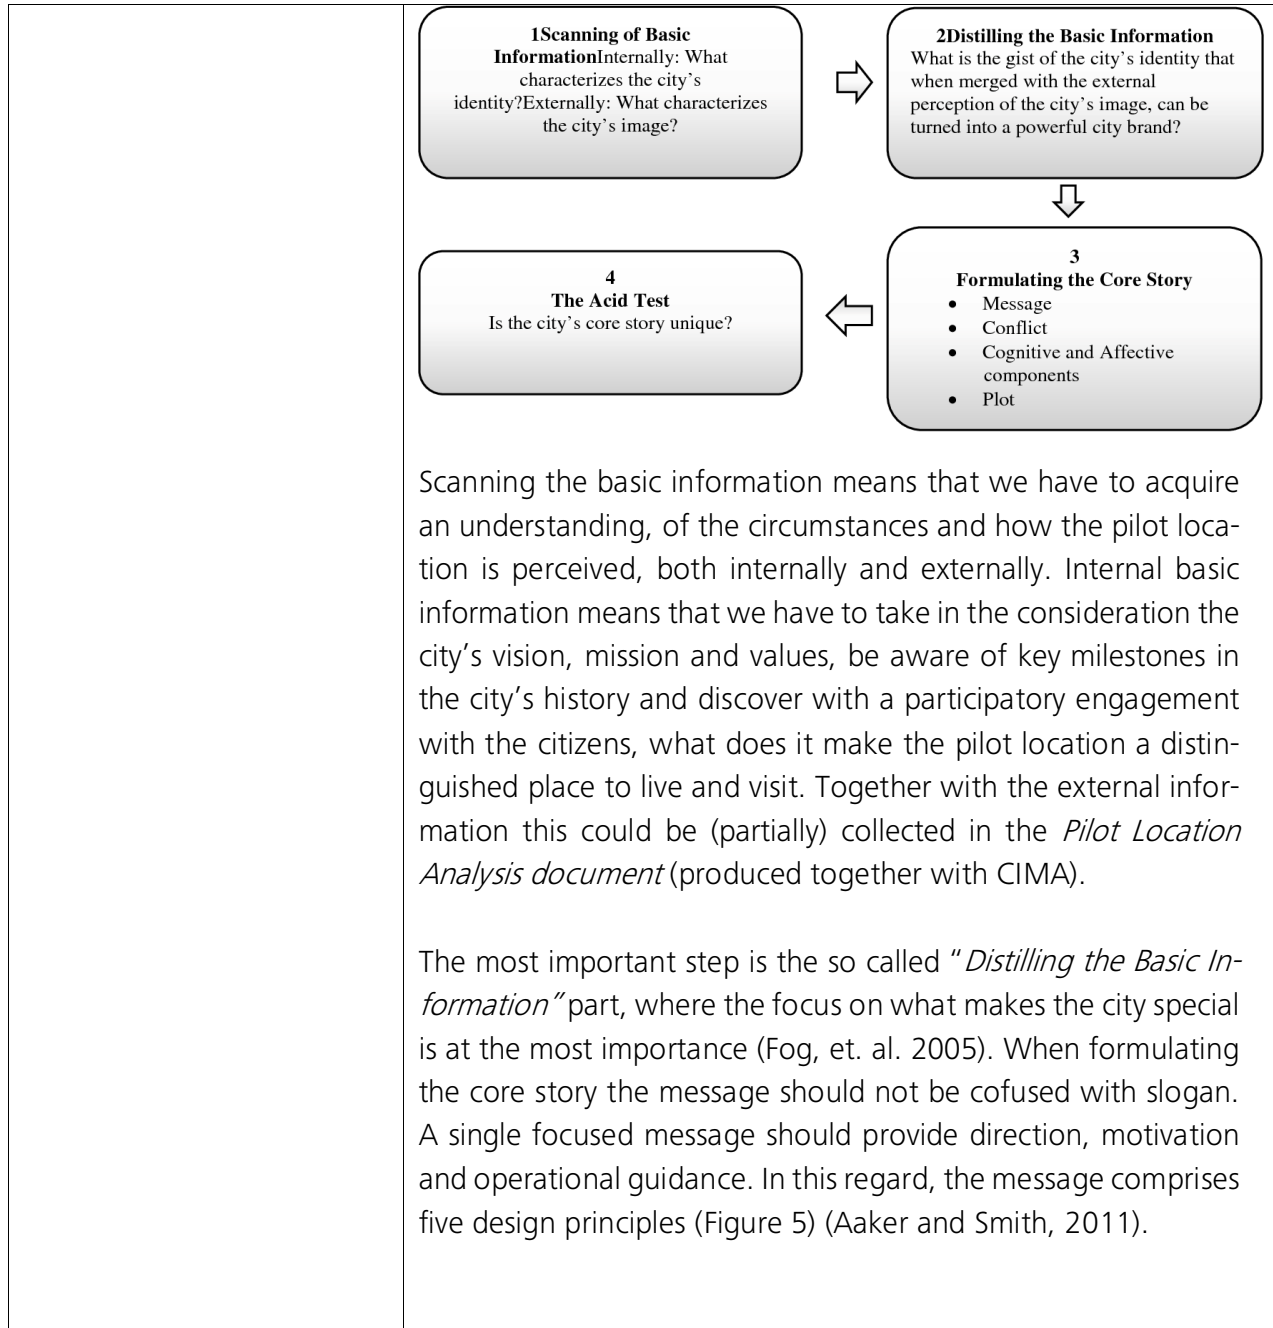 1Scanning of Basic
InformationInternally: What
characterizes the city's
identity?Externally: What characterizes
the city's image?
2Distilling the Basic Information
What is the gist of the city's identity that
when merged with the external
perception of the city's image, can be
turned into a powerful city brand?
3
Formulating the Core Story
• Message
• Conflict
• Cognitive and Affective
components
• Plot
4
The Acid Test
Is the city's core story unique?
Scanning the basic information means that we have to acquire
an understanding, of the circumstances and how the pilot loca-
tion is perceived, both internally and externally. Internal basic
information means that we have to take in the consideration the
city's vision, mission and values, be aware of key milestones in
the city's history and discover with a participatory engagement
with the citizens, what does it make the pilot location a distin-
guished place to live and visit. Together with the external infor-
mation this could be (partially) collected in the Pilot Location
Analysis document (produced together with CIMA).
The most important step is the so called "Distilling the Basic In-
formation" part, where the focus on what makes the city special
is at the most importance (Fog, et. al. 2005). When formulating
the core story the message should not be cofused with slogan.
A single focused message should provide direction, motivation
and operational guidance. In this regard, the message comprises
five design principles (Figure 5) (Aaker and Smith, 2011).